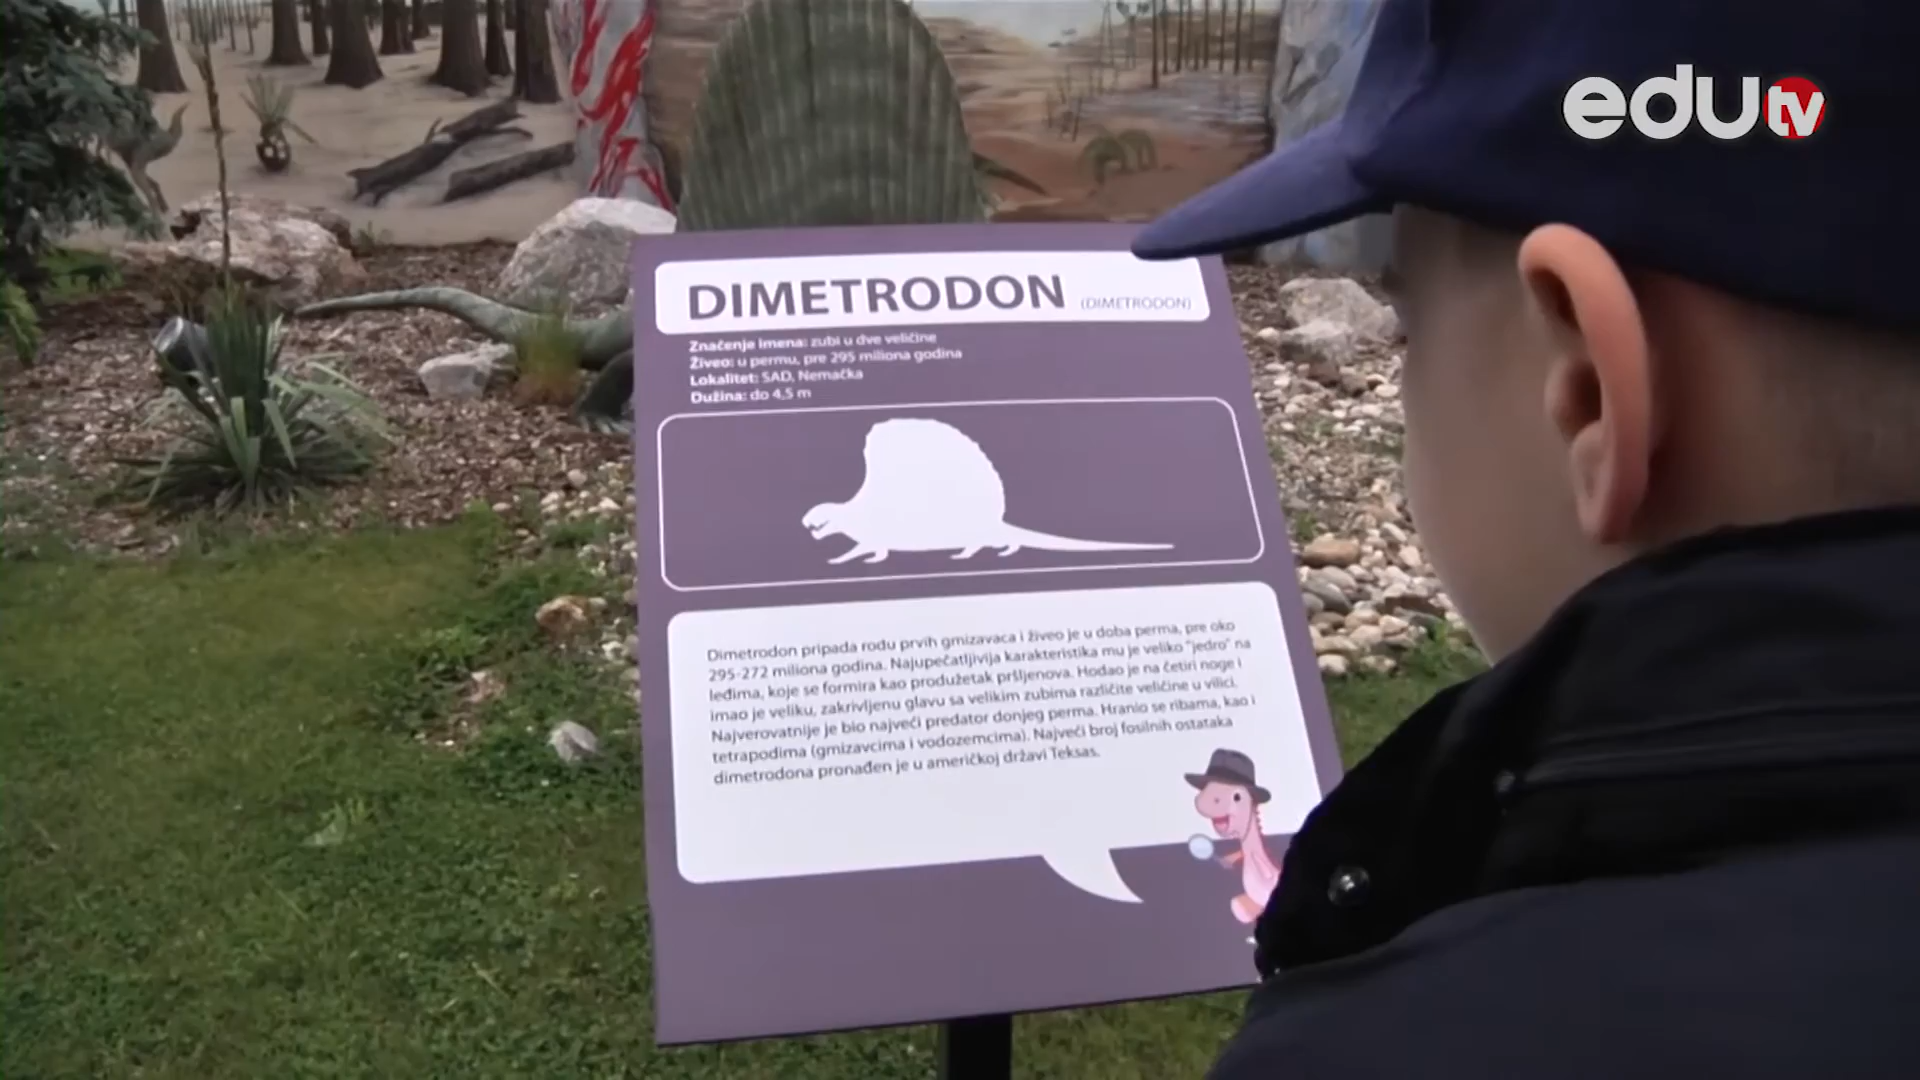 edutv
DIMETRODON (DIMETRODON)
Značenje imena: zubi u dve veličine
Živeo: u permu, pre 295 miliona godina
Lokalitet: SAD, Nemačka
Dužina: do 4,5 m
Dimetrodon pripada rodu prvih gmizavaca i živeo je u doba perma, pre oko
295-272 miliona godina. Najupečatljivija karakteristika mu je veliko "jedro" na
leđima, koje se formira kao produžetak pršljenova. Hodao je na četiri noge i
imao je veliku, zakrivljenu glavu sa velikim zubima različite veličine u vilici.
Najverovatnije je bio najveći predator donjeg perma. Hranio se ribama, kao i
tetrapodima (gmizavcima i vodozemcima). Najveći broj fosilnih ostataka
dimetrodona pronađen je u američkoj državi Teksas.